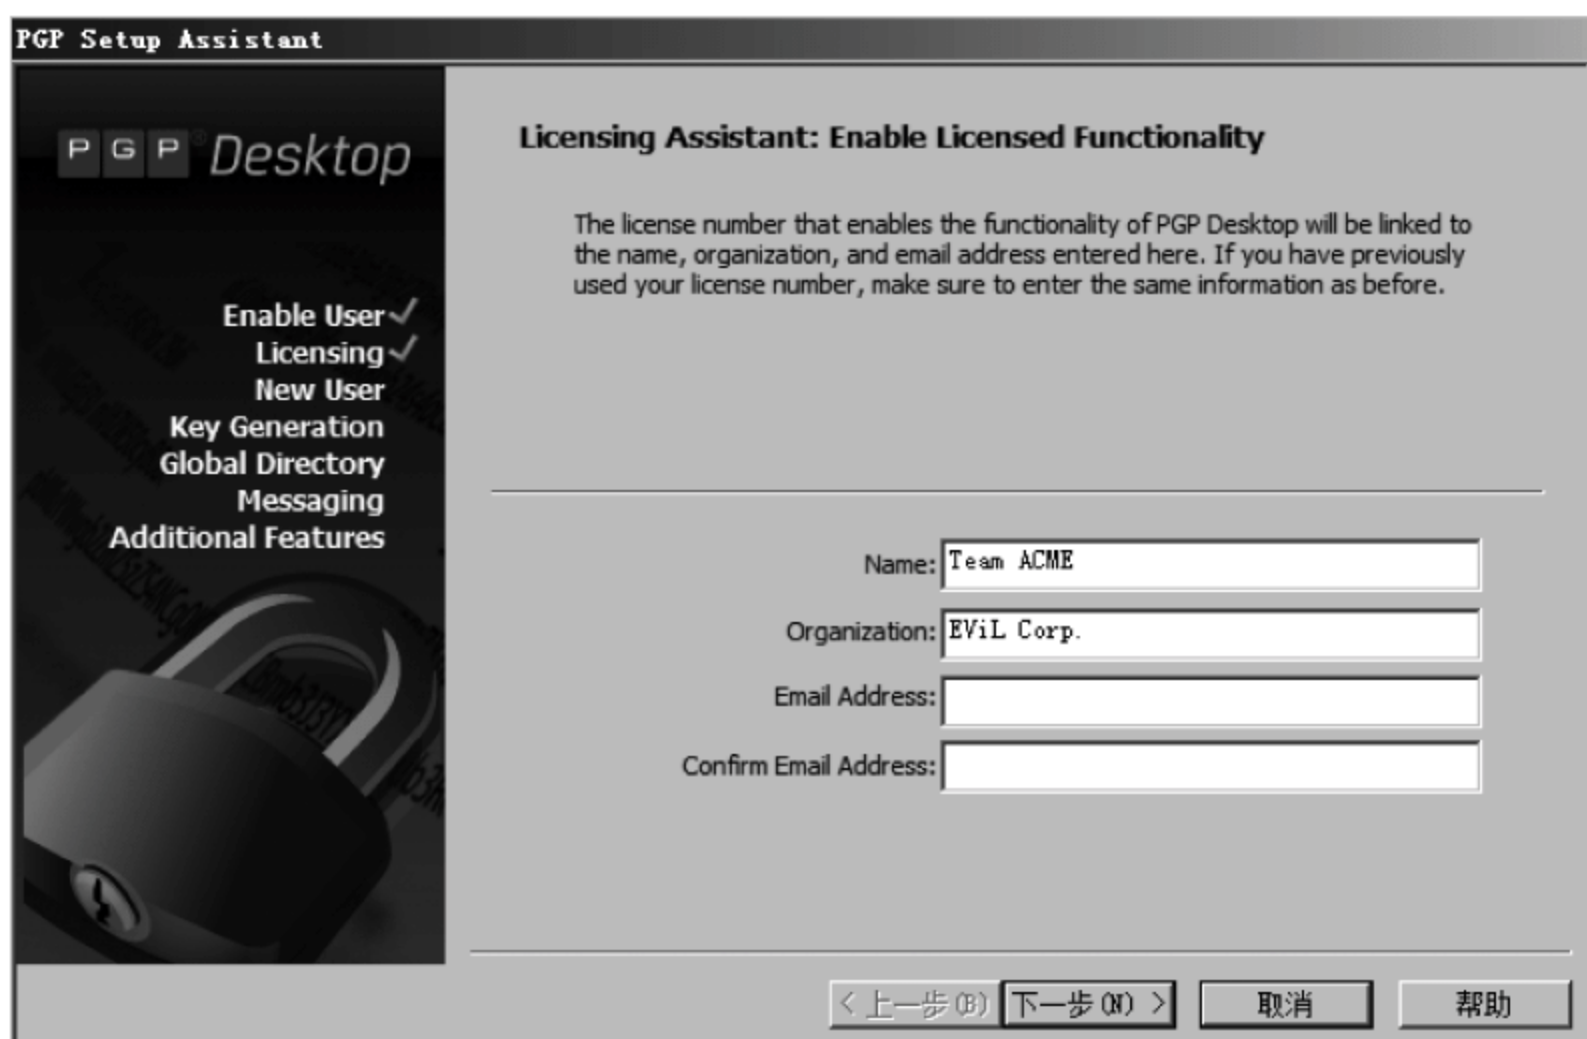 PGP Setup Assistant
PGP® Desktop
Enable User
Licensing
New User
Key Generation
Global Directory
Messaging
Additional Features
Licensing Assistant: Enable Licensed Functionality
The license number that enables the functionality of PGP Desktop will be linked to
the name, organization, and email address entered here. If you have previously
used your license number, make sure to enter the same information as before.
Name: Team ACME
Organization: EViL Corp.
Email Address:
Confirm Email Address:
< 上一步(B) 下一步(N) > 取消 帮助